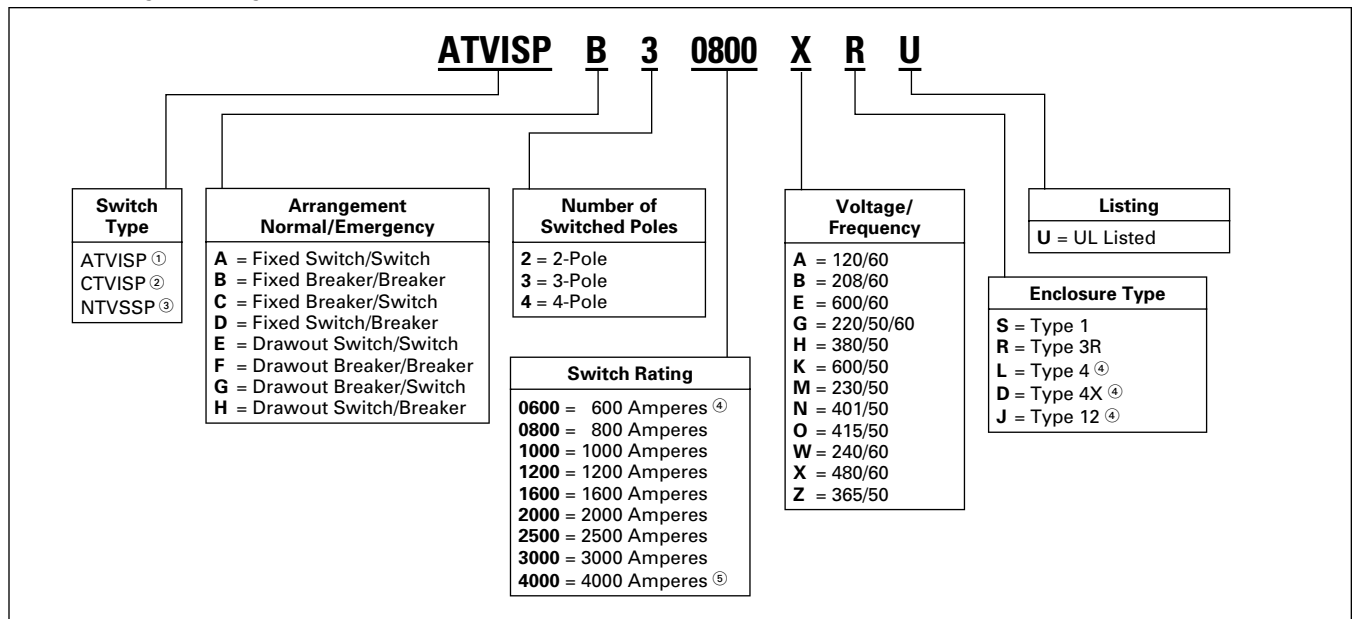 ATVISP B 3 0800 X R U
Switch
Type
ATVISP ①
CTVISP ②
NTVSSP ③
Arrangement
Normal/Emergency
A = Fixed Switch/Switch
B = Fixed Breaker/Breaker
C = Fixed Breaker/Switch
D = Fixed Switch/Breaker
E = Drawout Switch/Switch
F = Drawout Breaker/Breaker
G = Drawout Breaker/Switch
H = Drawout Switch/Breaker
Number of
Switched Poles
2 = 2-Pole
3 = 3-Pole
4 = 4-Pole
Switch Rating
0600 = 600 Amperes ④
0800 = 800 Amperes
1000 = 1000 Amperes
1200 = 1200 Amperes
1600 = 1600 Amperes
2000 = 2000 Amperes
2500 = 2500 Amperes
3000 = 3000 Amperes
4000 = 4000 Amperes ⑤
Voltage/
Frequency
A = 120/60
B = 208/60
E = 600/60
G = 220/50/60
H = 380/50
K = 600/50
M = 230/50
N = 401/50
O = 415/50
W = 240/60
X = 480/60
Z = 365/50
Listing
U = UL Listed
Enclosure Type
S = Type 1
R = Type 3R
L = Type 4 ④
D = Type 4X ④
J = Type 12 ④